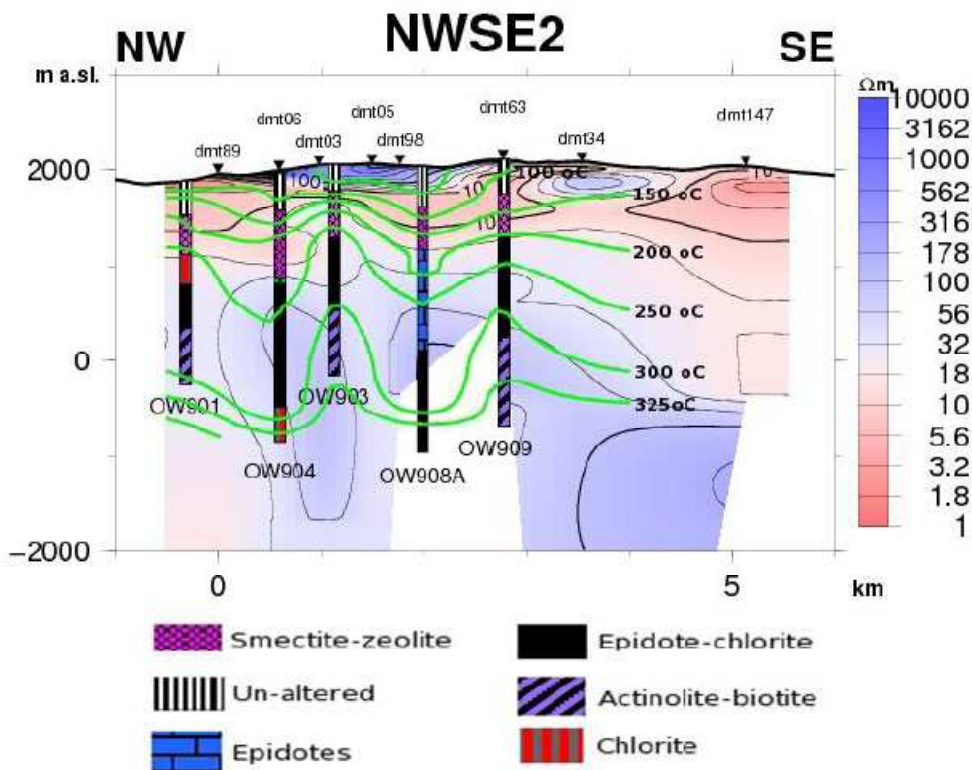 NWSE2
NW
SE
m a.sl.
Ωm
dmt89
dmt06
dmt03
dmt05
dmt98
dmt63
dmt34
dmt147
10000
3162
1000
562
316
178
100
56
32
18
10
5.6
3.2
1.8
1
2000
0
−2000
100
10
10
10
100 oC
150 oC
200 oC
250 oC
300 oC
325oC
OW901
OW904
OW903
OW908A
OW909
0
5
km
Smectite-zeolite
Epidote-chlorite
Un-altered
Actinolite-biotite
Epidotes
Chlorite